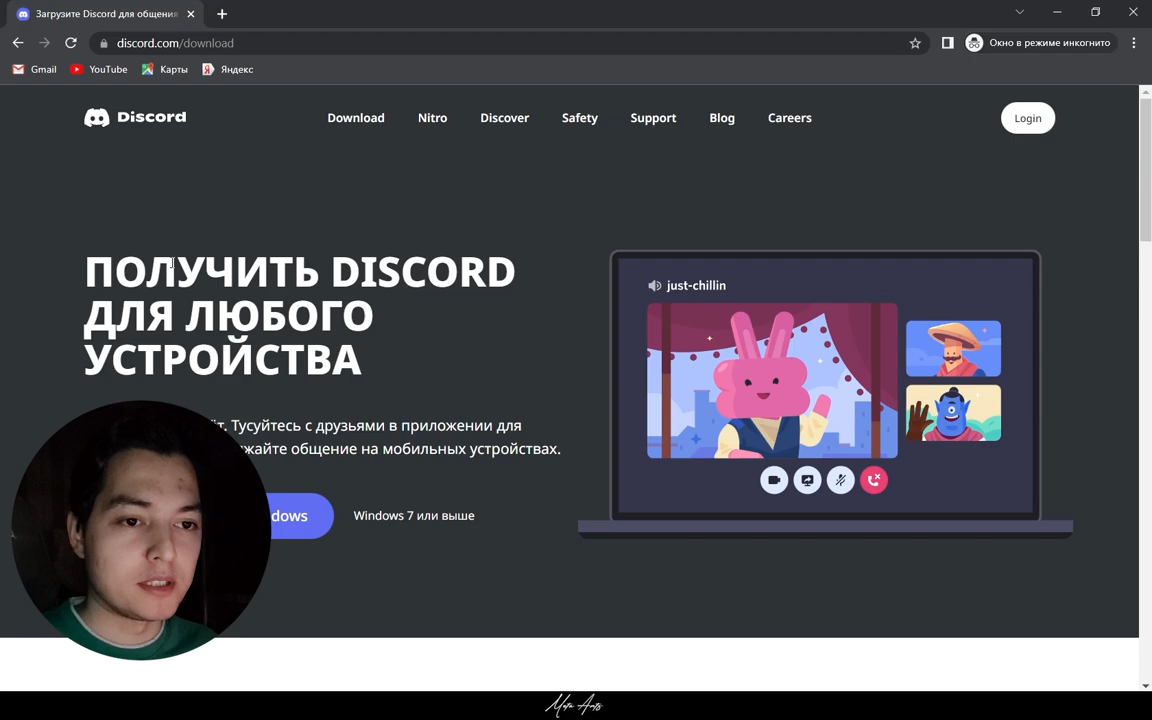 Загрузите Discord для общения
discord.com/download
Окно в режиме инкогнито
Gmail
YouTube
Карты
Яндекс
Discord
Download
Nitro
Discover
Safety
Support
Blog
Careers
Login
ПОЛУЧИТЬ DISCORD
ДЛЯ ЛЮБОГО
УСТРОЙСТВА
just-chillin
Тусуйтесь с друзьями в приложении для
общение на мобильных устройствах.
Windows 7 или выше